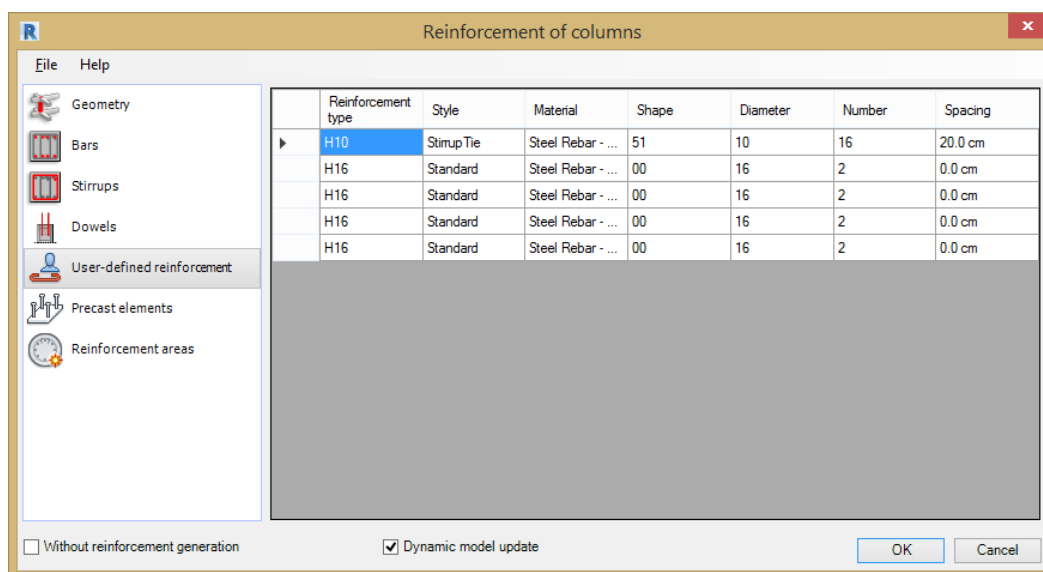 R
Reinforcement of columns
x
File Help
Geometry
Bars
Stirrups
Dowels
User-defined reinforcement
Precast elements
Reinforcement areas
Reinforcement type Style Material Shape Diameter Number Spacing
H10 StirrupTie Steel Rebar - ... 51 10 16 20.0 cm
H16 Standard Steel Rebar - ... 00 16 2 0.0 cm
H16 Standard Steel Rebar - ... 00 16 2 0.0 cm
H16 Standard Steel Rebar - ... 00 16 2 0.0 cm
H16 Standard Steel Rebar - ... 00 16 2 0.0 cm
Without reinforcement generation Dynamic model update OK Cancel